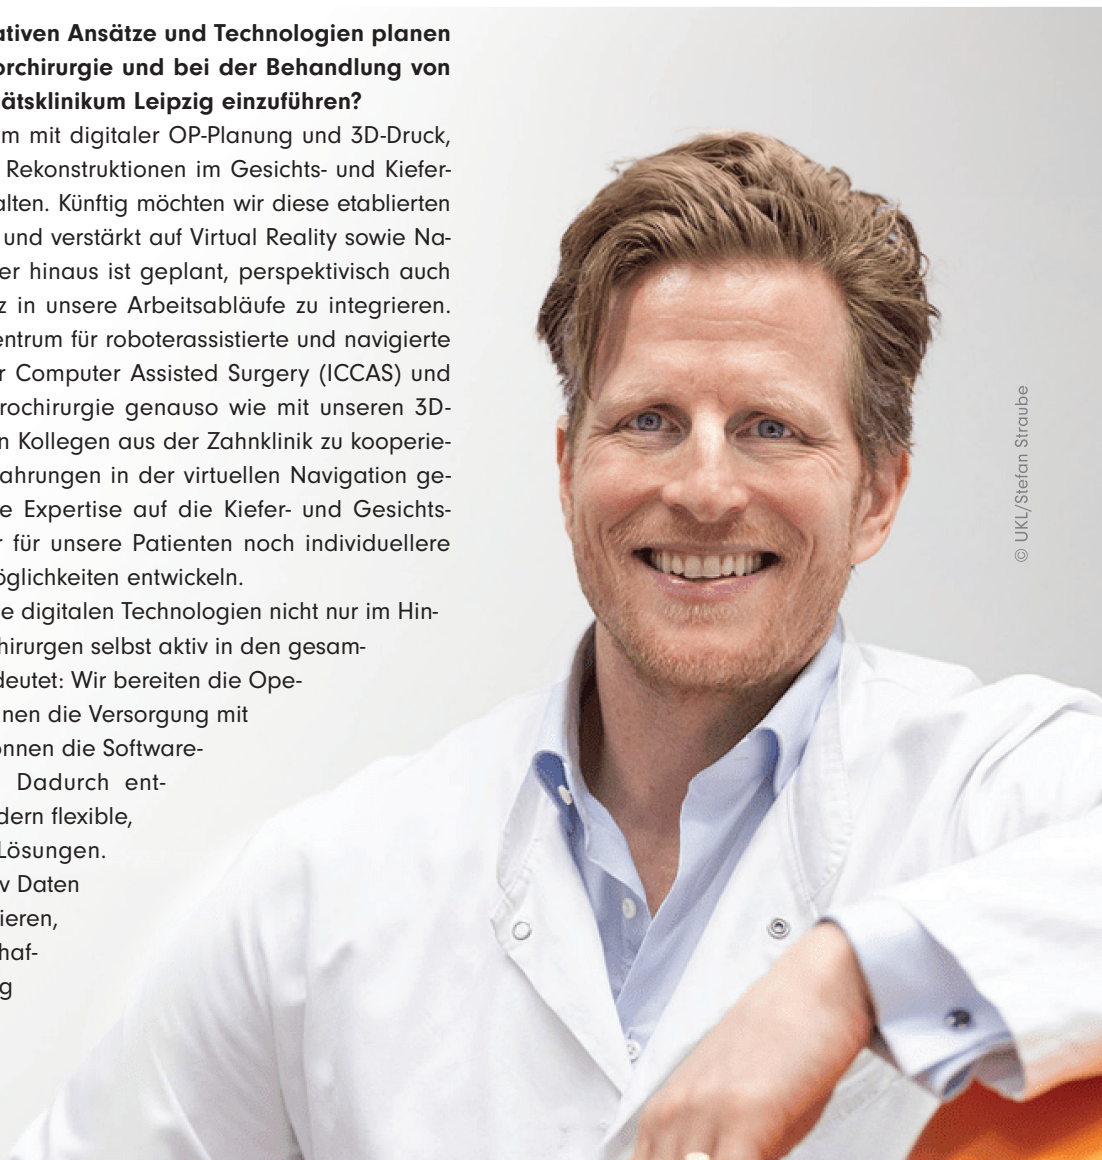 ativen Ansätze und Technologien planen
orchirurgie und bei der Behandlung von
ätsklinikum Leipzig einzuführen?
m mit digitaler OP-Planung und 3D-Druck,
Rekonstruktionen im Gesichts- und Kiefer-
alten. Künftig möchten wir diese etablierten
und verstärkt auf Virtual Reality sowie Na-
er hinaus ist geplant, perspektivisch auch
z in unsere Arbeitsabläufe zu integrieren.
entrum für roboterassistierte und navigierte
r Computer Assisted Surgery (ICCAS) und
rochirurgie genauso wie mit unseren 3D-
n Kollegen aus der Zahnklinik zu kooperie-
ahrungen in der virtuellen Navigation ge-
e Expertise auf die Kiefer- und Gesichts-
r für unsere Patienten noch individuellere
öglichkeiten entwickeln.
e digitalen Technologien nicht nur im Hin-
hirurgen selbst aktiv in den gesam-
deutet: Wir bereiten die Ope-
nen die Versorgung mit
önnen die Software-
Dadurch ent-
dern flexible,
Lösungen.
v Daten
ieren,
haf-
g
© UKL/Stefan Straube